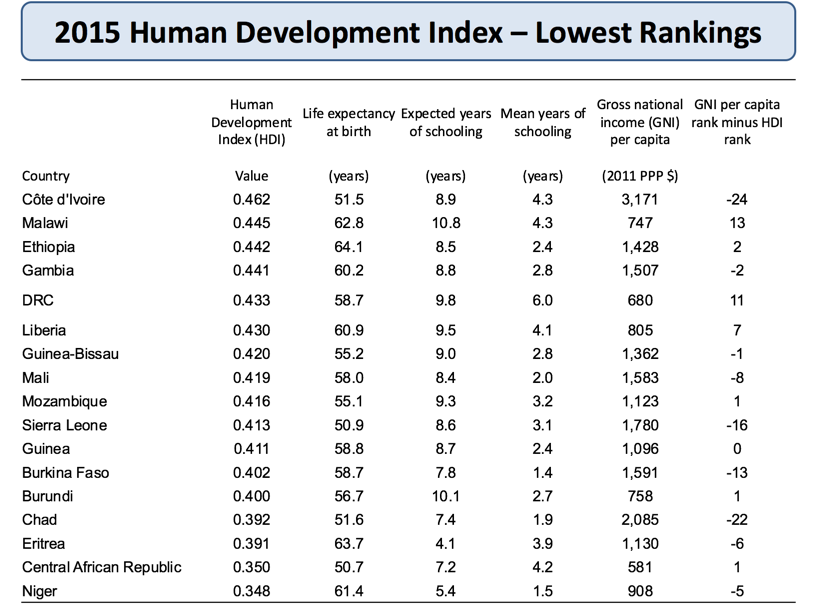 2015 Human Development Index – Lowest Rankings
Human Development Index (HDI) Life expectancy at birth Expected years of schooling Mean years of schooling Gross national income (GNI) per capita GNI per capita rank minus HDI rank
Country Value (years) (years) (years) (2011 PPP $)
Côte d'Ivoire 0.462 51.5 8.9 4.3 3,171 -24
Malawi 0.445 62.8 10.8 4.3 747 13
Ethiopia 0.442 64.1 8.5 2.4 1,428 2
Gambia 0.441 60.2 8.8 2.8 1,507 -2
DRC 0.433 58.7 9.8 6.0 680 11
Liberia 0.430 60.9 9.5 4.1 805 7
Guinea-Bissau 0.420 55.2 9.0 2.8 1,362 -1
Mali 0.419 58.0 8.4 2.0 1,583 -8
Mozambique 0.416 55.1 9.3 3.2 1,123 1
Sierra Leone 0.413 50.9 8.6 3.1 1,780 -16
Guinea 0.411 58.8 8.7 2.4 1,096 0
Burkina Faso 0.402 58.7 7.8 1.4 1,591 -13
Burundi 0.400 56.7 10.1 2.7 758 1
Chad 0.392 51.6 7.4 1.9 2,085 -22
Eritrea 0.391 63.7 4.1 3.9 1,130 -6
Central African Republic 0.350 50.7 7.2 4.2 581 1
Niger 0.348 61.4 5.4 1.5 908 -5